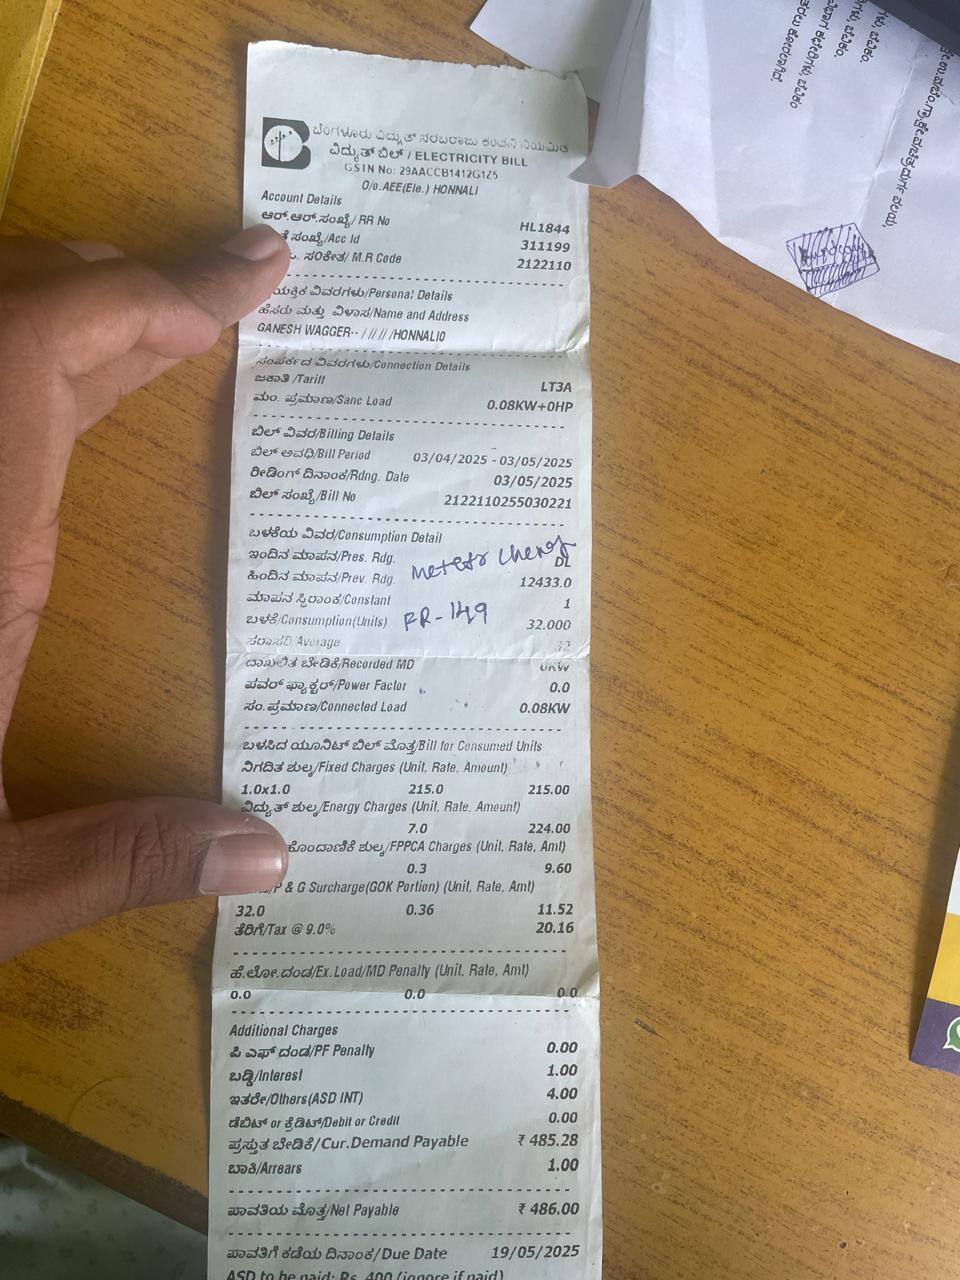 ಬೆಂಗಳೂರು ವಿದ್ಯುತ್ ಸರಬರಾಜು ಕಂಪನಿ ನಿಯಮಿತ
ವಿದ್ಯುತ್ ಬಿಲ್ / ELECTRICITY BILL
GSIN No: 29AACCB1412G1Z5
O/o.AEE(Ele.) HONNALI
Account Details
ಆರ್.ಆರ್.ಸಂಖ್ಯೆ/ RR No HL1844
ಸಂಖ್ಯೆ/Acc Id 311199
ಸಂಕೇತ/ M.R Code 2122110
ವಿವರಗಳು/Personal Details
ಹೆಸರು ಮತ್ತು ವಿಳಾಸ/Name and Address
GANESH WAGGER-- / // // /HONNALI0
ಸಂಪರ್ಕದ ವಿವರಗಳು/Connection Details
ಜಕಾತಿ /Tariff LT3A
ಮಂ. ಪ್ರಮಾಣ/Sanc Load 0.08KW+0HP
ಬಿಲ್ ವಿವರ/Billing Details
ಬಿಲ್ ಅವಧಿ/Bill Period 03/04/2025 - 03/05/2025
ರೀಡಿಂಗ್ ದಿನಾಂಕ/Rdng. Date 03/05/2025
ಬಿಲ್ ಸಂಖ್ಯೆ/Bill No 2122110255030221
ಬಳಕೆಯ ವಿವರ/Consumption Detail
ಇಂದಿನ ಮಾಪನ/Pres. Rdg. DL
ಹಿಂದಿನ ಮಾಪನ/Prev. Rdg. 12433.0
ಮಾಪನ ಸ್ಥಿರಾಂಕ/Constant 1
ಬಳಕೆ/Consumption(Units) FR-149 32.000
ಸರಾಸರಿ/Average 32
ದಾಖಲಿತ ಬೇಡಿಕೆ/Recorded MD 0KW
ಪವರ್ ಫ್ಯಾಕ್ಟರ್/Power Factor 0.0
ಸಂ.ಪ್ರಮಾಣ/Connected Load 0.08KW
ಬಳಸಿದ ಯೂನಿಟ್ ಬಿಲ್ ಮೊತ್ತ/Bill for Consumed Units
ನಿಗದಿತ ಶುಲ್ಕ/Fixed Charges (Unit, Rate, Amount)
1.0x1.0 215.0 215.00
ವಿದ್ಯುತ್ ಶುಲ್ಕ/Energy Charges (Unit, Rate, Amount)
7.0 224.00
ಹೊಂದಾಣಿಕೆ ಶುಲ್ಕ/FPPCA Charges (Unit, Rate, Amt)
0.3 9.60
P & G Surcharge(GOK Portion) (Unit, Rate, Amt)
32.0 0.36 11.52
ತೆರಿಗೆ/Tax @ 9.0% 20.16
ಹೆ.ಲೋ.ದಂಡ/Ex.Load/MD Penalty (Unit, Rate, Amt)
0.0 0.0 0.0
Additional Charges
ಪಿ ಎಫ್ ದಂಡ/PF Penalty 0.00
ಬಡ್ಡಿ/Interest 1.00
ಇತರೇ/Others(ASD INT) 4.00
ಡೆಬಿಟ್ or ಕ್ರೆಡಿಟ್/Debit or Credit 0.00
ಪ್ರಸ್ತುತ ಬೇಡಿಕೆ/Cur.Demand Payable ₹ 485.28
ಬಾಕಿ/Arrears 1.00
ಪಾವತಿಯ ಮೊತ್ತ/Net Payable ₹ 486.00
ಪಾವತಿಗೆ ಕಡೆಯ ದಿನಾಂಕ/Due Date 19/05/2025
ASD to be paid: Rs. 400 (ignore if paid)